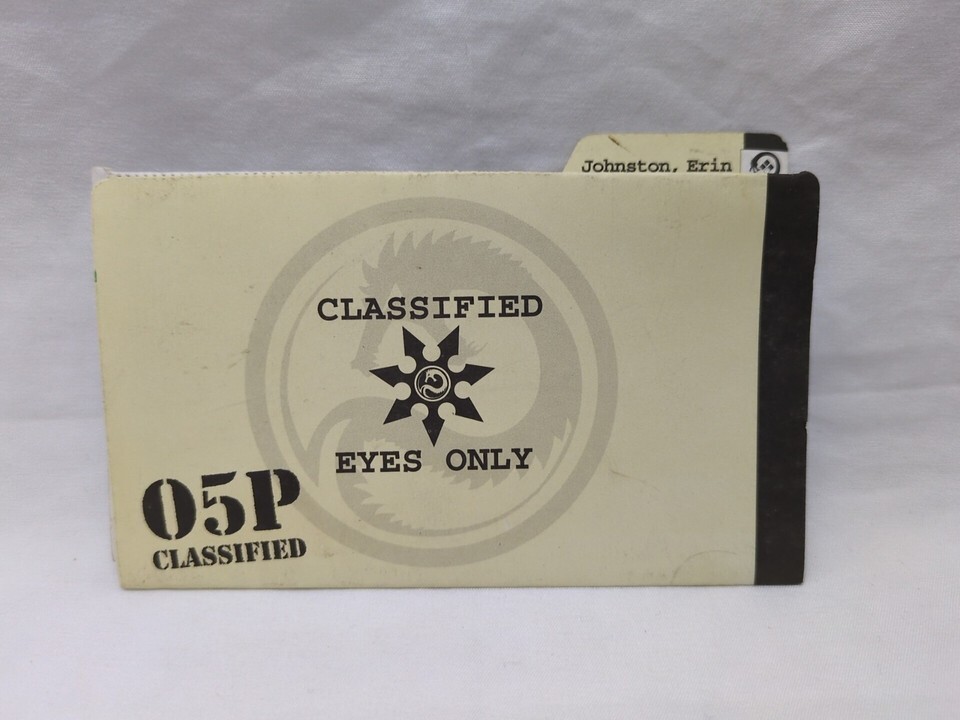 Johnston, Erin
CLASSIFIED
EYES ONLY
05P
CLASSIFIED